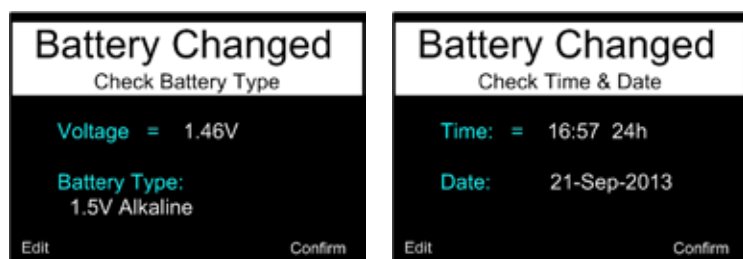 Battery Changed
Check Battery Type
Voltage = 1.46V
Battery Type:
1.5V Alkaline
Edit Confirm
Battery Changed
Check Time & Date
Time: = 16:57 24h
Date: 21-Sep-2013
Edit Confirm